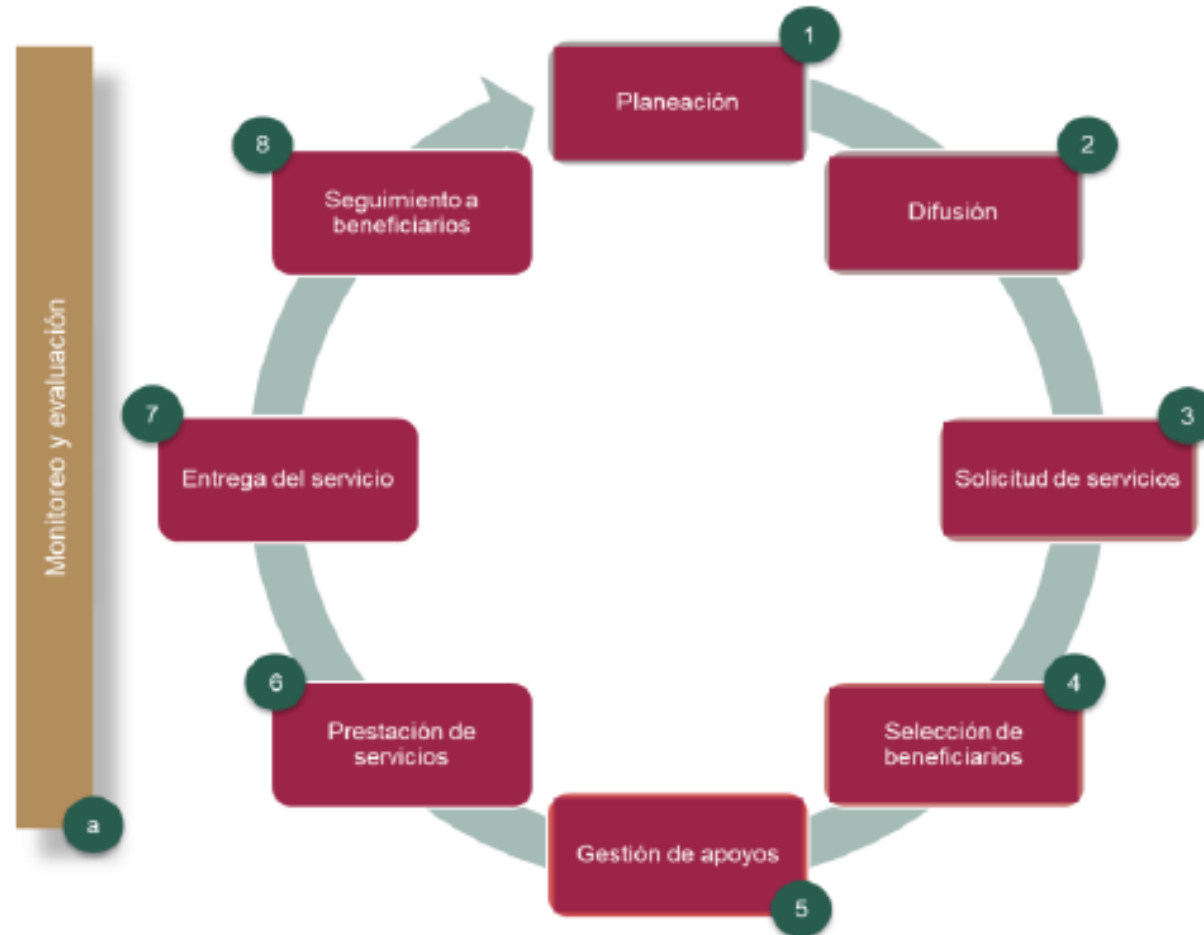 1
Planeación
2
Difusión
3
Solicitud de servicios
4
Selección de
beneficiarios
5
Gestión de apoyos
6
Prestación de
servicios
7
Entrega del servicio
8
Seguimiento a
beneficiarios
Monitoreo y evaluación
a